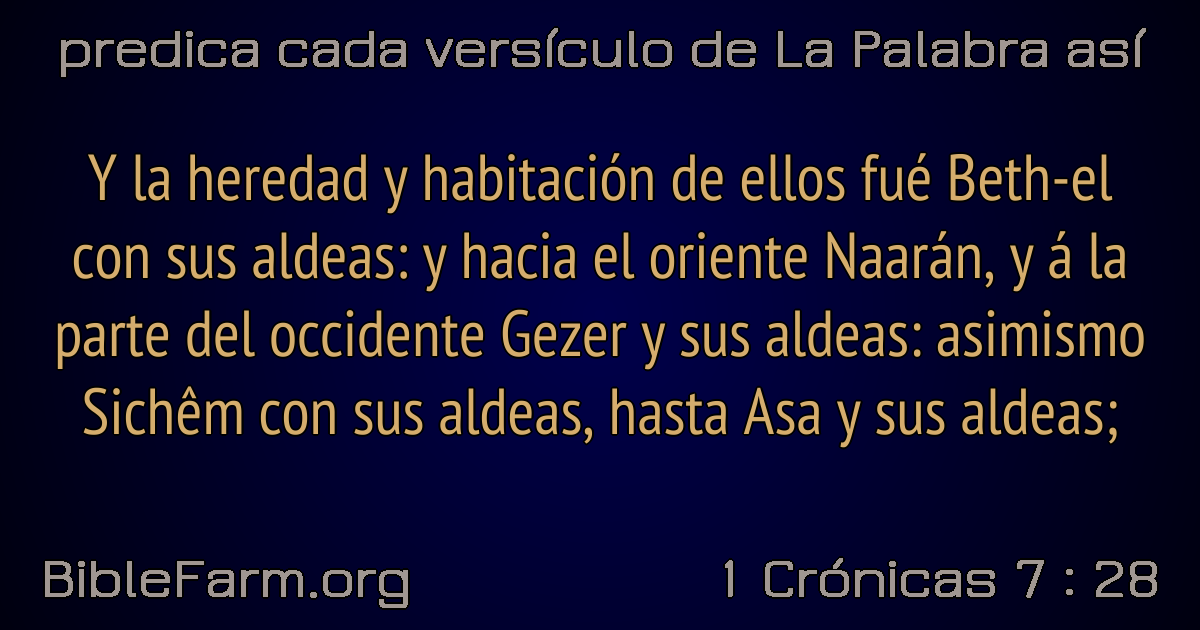 predica cada versículo de La Palabra así
Y la heredad y habitación de ellos fué Beth-el
con sus aldeas: y hacia el oriente Naarán, y á la
parte del occidente Gezer y sus aldeas: asimismo
Sichêm con sus aldeas, hasta Asa y sus aldeas;
BibleFarm.org
1 Crónicas 7 : 28